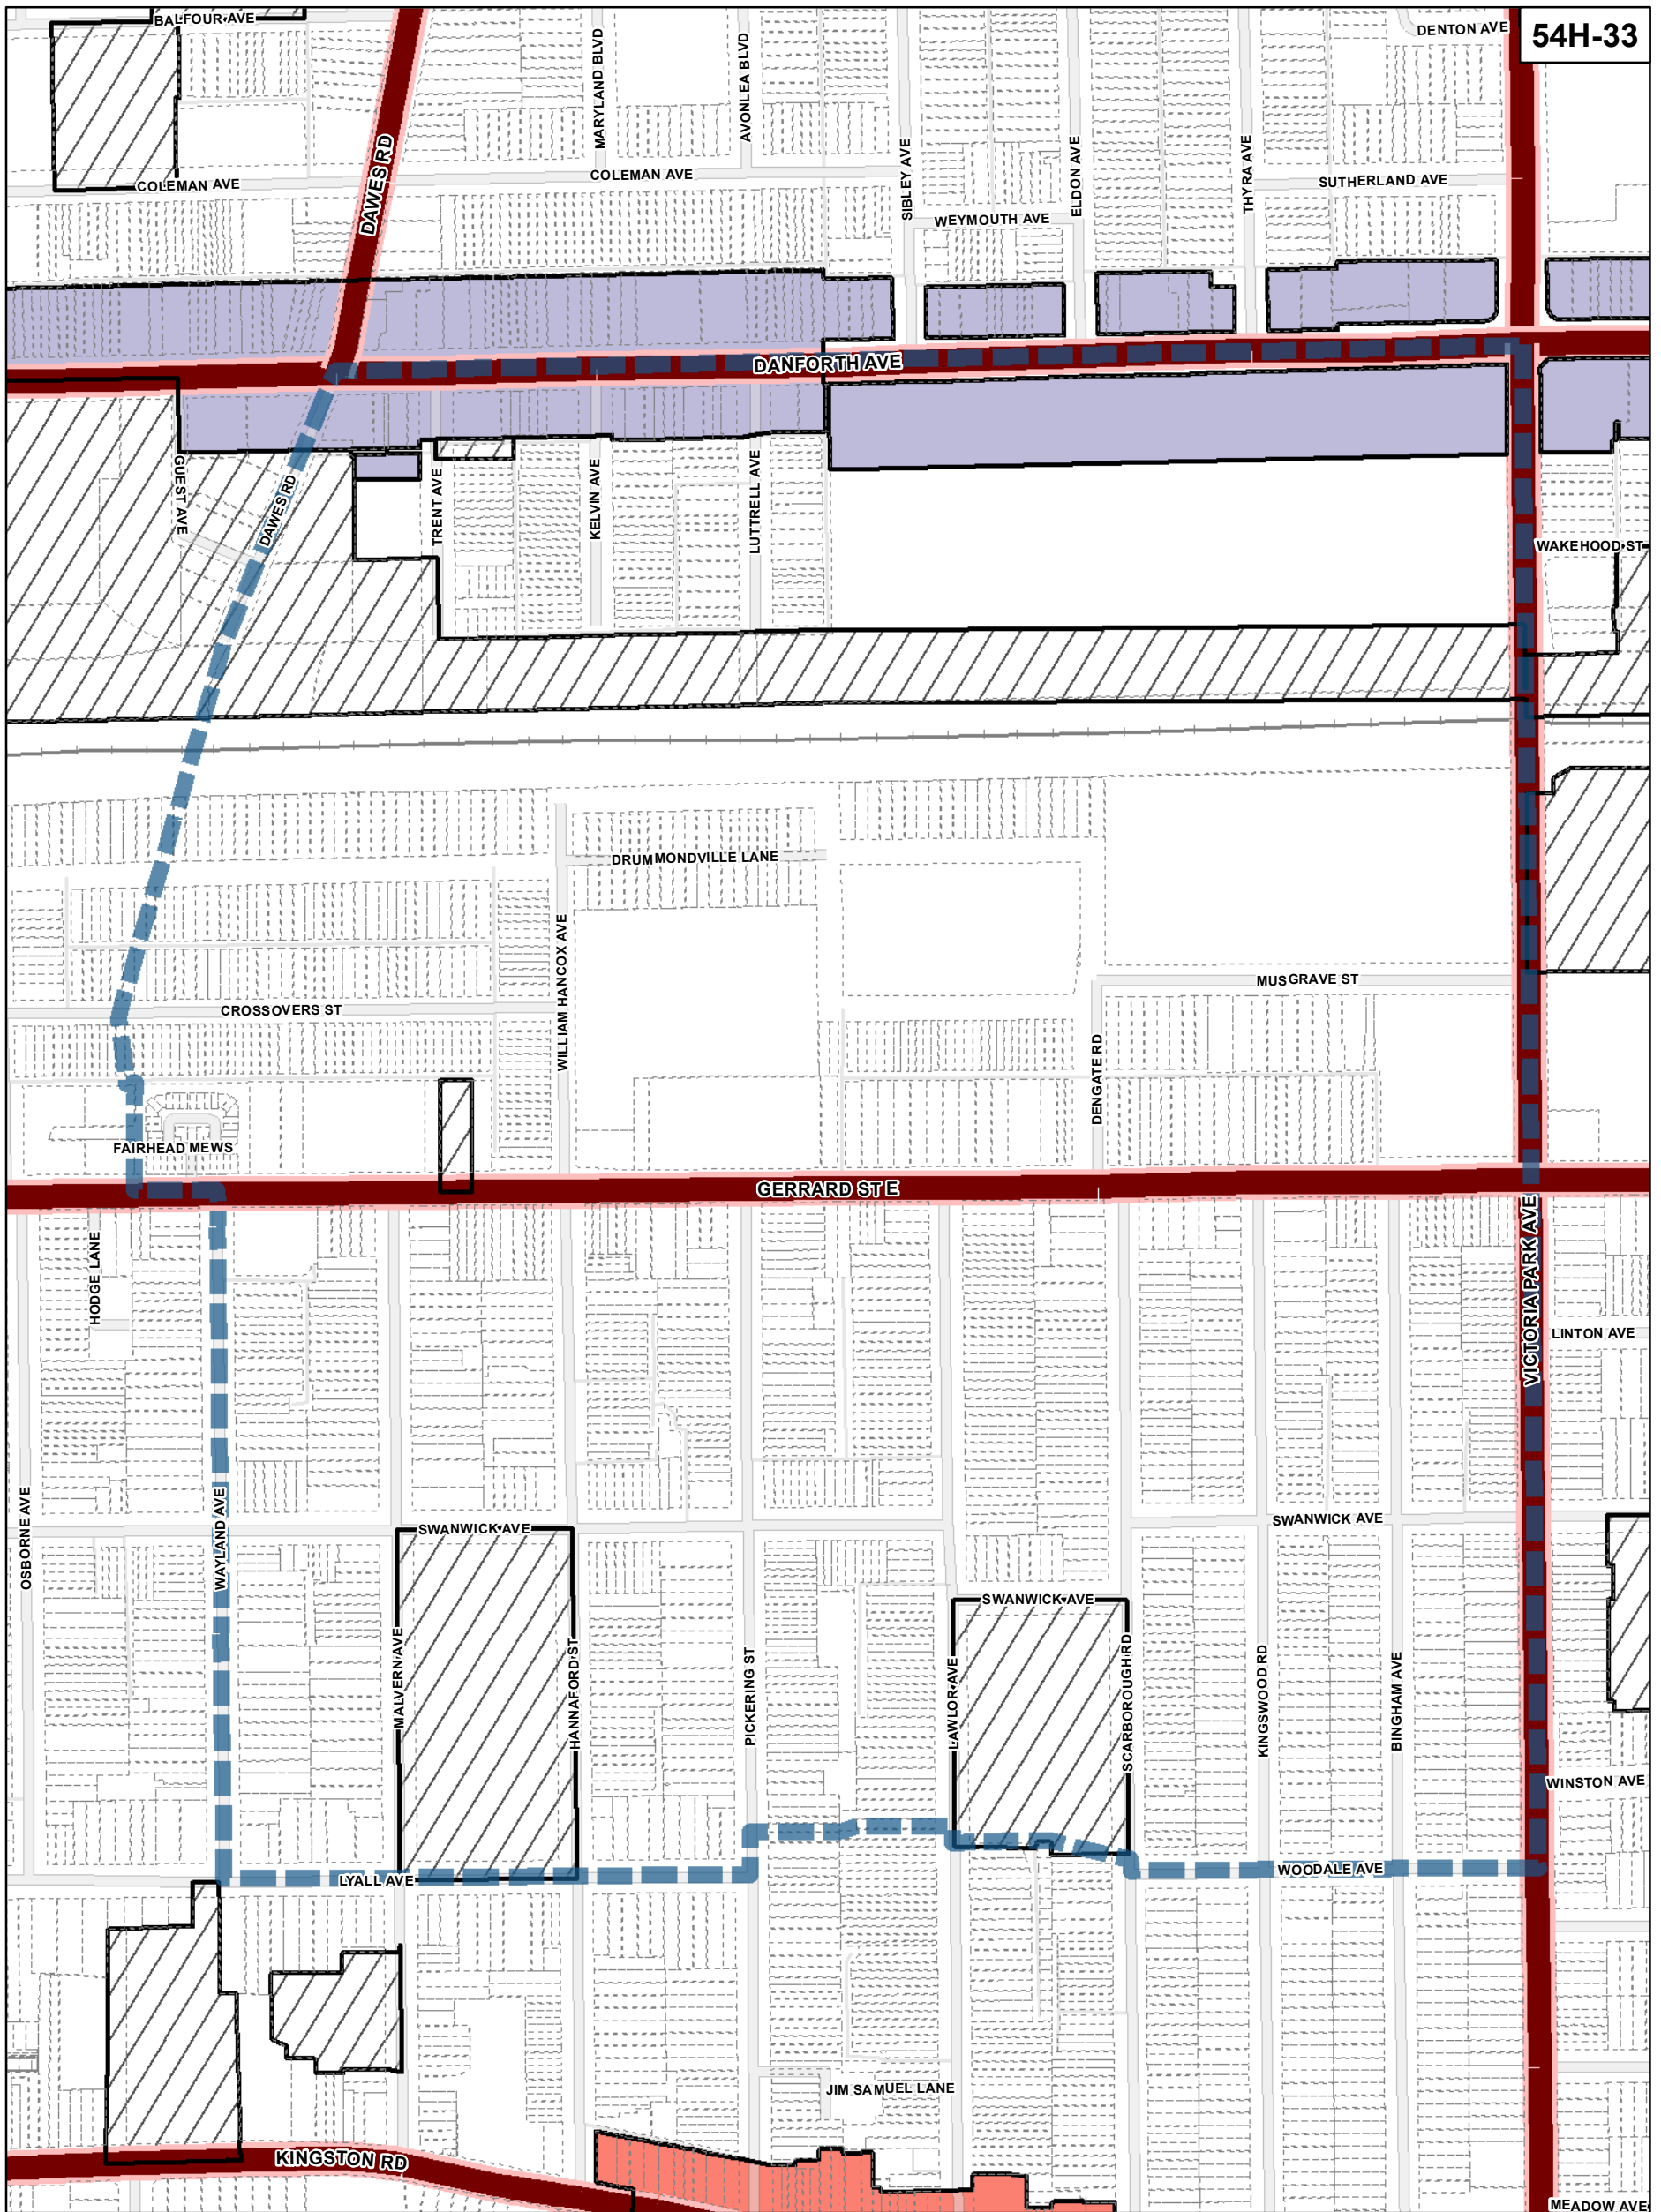 BALFOUR AVE
DENTON AVE
54H-33
MARYLAND BLVD
AVONLEA BLVD
DAWES RD
SIBLEY AVE
ELDON AVE
THYRA AVE
COLEMAN AVE
COLEMAN AVE
SUTHERLAND AVE
WEYMOUTH AVE
DANFORTH AVE
GUEST AVE
DAWES RD
TRENT AVE
KELVIN AVE
LUTTRELL AVE
WAKEHOOD ST
DRUMMONDVILLE LANE
WILLIAM HANCOX AVE
MUSGRAVE ST
CROSSOVERS ST
DENGATE RD
FAIRHEAD MEWS
GERRARD ST E
HODGE LANE
VICTORIA PARK AVE
LINTON AVE
OSBORNE AVE
WAYLAND AVE
SWANWICK AVE
SWANWICK AVE
SWANWICK AVE
MALVERN AVE
HANNAFORD ST
PICKERING ST
LAWLOR AVE
SCARBOROUGH RD
KINGSWOOD RD
BINGHAM AVE
WINSTON AVE
LYALL AVE
WOODALE AVE
JIM SAMUEL LANE
KINGSTON RD
MEADOW AVE